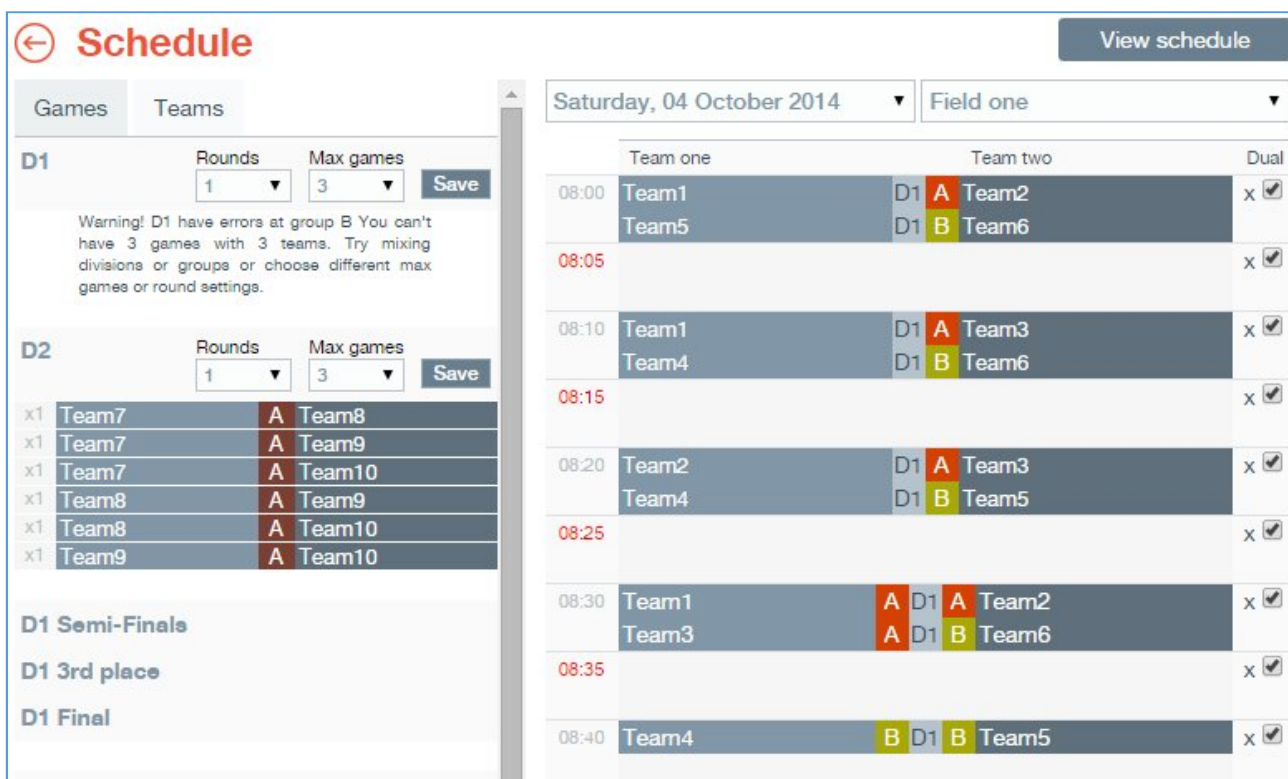 Schedule
View schedule
Games Teams
D1 Rounds Max games
1 3 Save
Warning! D1 have errors at group B You can't
have 3 games with 3 teams. Try mixing
divisions or groups or choose different max
games or round settings.
D2 Rounds Max games
1 3 Save
x1 Team7 A Team8
x1 Team7 A Team9
x1 Team7 A Team10
x1 Team8 A Team9
x1 Team8 A Team10
x1 Team9 A Team10
D1 Semi-Finals
D1 3rd place
D1 Final
Saturday, 04 October 2014 Field one
Team one Team two Dual
08:00 Team1 D1 A Team2 x
Team5 D1 B Team6
08:05 x
08:10 Team1 D1 A Team3 x
Team4 D1 B Team6
08:15 x
08:20 Team2 D1 A Team3 x
Team4 D1 B Team5
08:25 x
08:30 Team1 A D1 A Team2 x
Team3 A D1 B Team6
08:35 x
08:40 Team4 B D1 B Team5 x